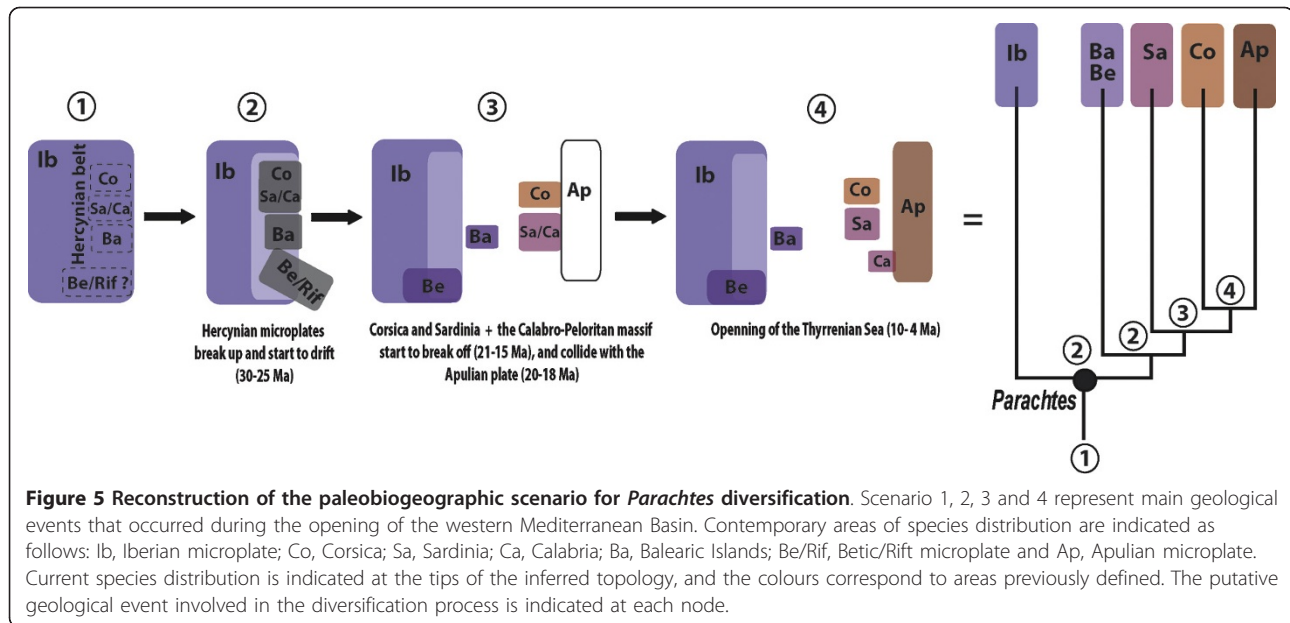 ① ② ③ ④
Ib Hercynian belt Co Sa/Ca Ba Be/Rif ?
Ib Co Sa/Ca Ba Be/Rif
Ib Be Ba Co Sa/Ca Ap
Ib Be Ba Co Sa Ca Ap
=
Ib Ba Be Sa Co Ap
④
③
②
②
Parachtes
①
Hercynian microplates
break up and start to drift
(30-25 Ma)
Corsica and Sardinia + the Calabro-Peloritan massif
start to break off (21-15 Ma), and collide with the
Apulian plate (20-18 Ma)
Openning of the Thyrrenian Sea (10- 4 Ma)
Figure 5 Reconstruction of the paleobiogeographic scenario for Parachtes diversification. Scenario 1, 2, 3 and 4 represent main geological
events that occurred during the opening of the western Mediterranean Basin. Contemporary areas of species distribution are indicated as
follows: Ib, Iberian microplate; Co, Corsica; Sa, Sardinia; Ca, Calabria; Ba, Balearic Islands; Be/Rif, Betic/Rift microplate and Ap, Apulian microplate.
Current species distribution is indicated at the tips of the inferred topology, and the colours correspond to areas previously defined. The putative
geological event involved in the diversification process is indicated at each node.